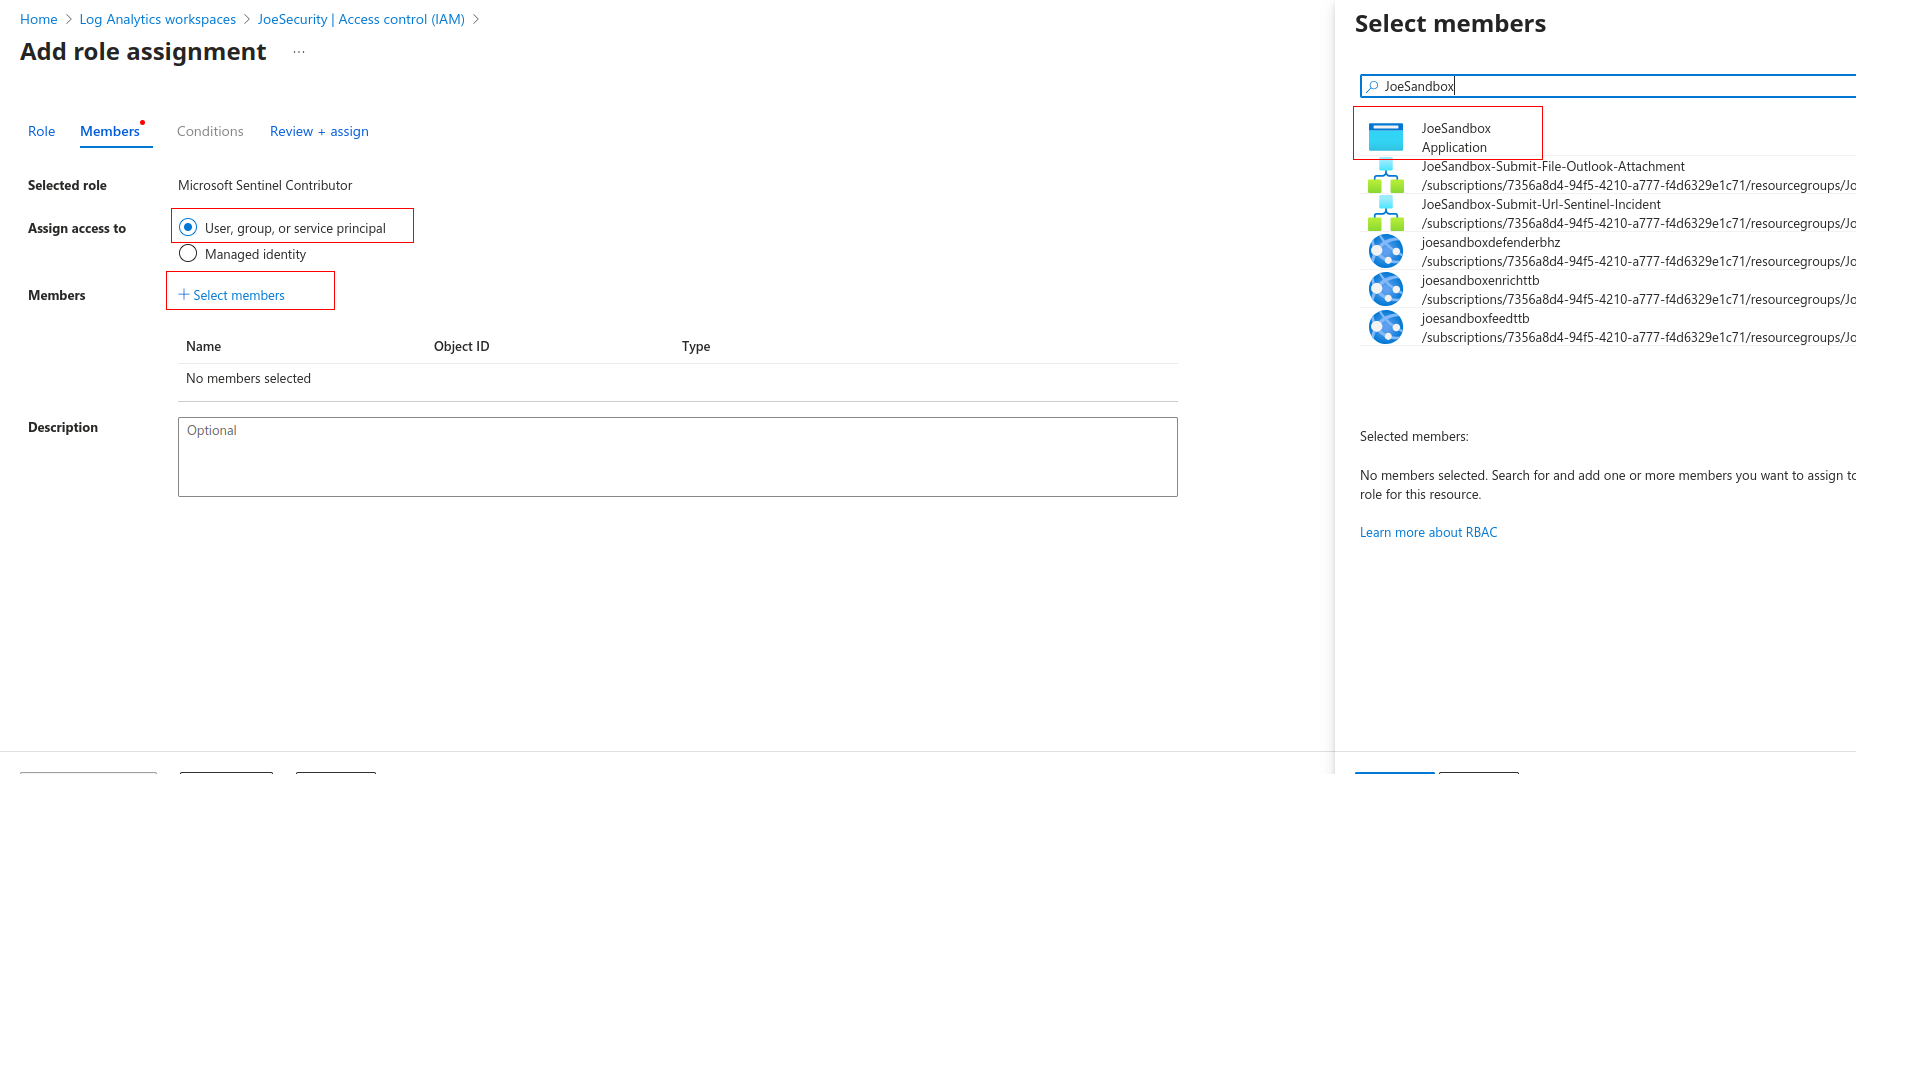 Home > Log Analytics workspaces > JoeSecurity | Access control (IAM) >
Add role assignment ...
Role Members Conditions Review + assign
Selected role Microsoft Sentinel Contributor
Assign access to User, group, or service principal
Managed identity
Members + Select members
Name Object ID Type
No members selected
Description Optional
Select members
JoeSandbox
JoeSandbox
Application
JoeSandbox-Submit-File-Outlook-Attachment
/subscriptions/7356a8d4-94f5-4210-a777-f4d6329e1c71/resourcegroups/Jo
JoeSandbox-Submit-Url-Sentinel-Incident
/subscriptions/7356a8d4-94f5-4210-a777-f4d6329e1c71/resourcegroups/Jo
joesandboxdefenderbhz
/subscriptions/7356a8d4-94f5-4210-a777-f4d6329e1c71/resourcegroups/Jo
joesandboxenrichttb
/subscriptions/7356a8d4-94f5-4210-a777-f4d6329e1c71/resourcegroups/Jo
joesandboxfeedttb
/subscriptions/7356a8d4-94f5-4210-a777-f4d6329e1c71/resourcegroups/Jo
Selected members:
No members selected. Search for and add one or more members you want to assign to
role for this resource.
Learn more about RBAC